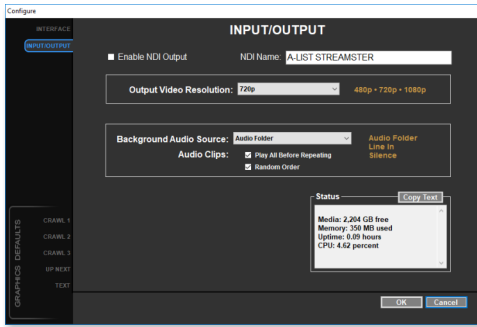 Configure
INTERFACE
INPUT/OUTPUT
INPUT/OUTPUT
Enable NDI Output
NDI Name: A-LIST STREAMSTER
Output Video Resolution: 720p
480p • 720p • 1080p
Background Audio Source: Audio Folder
Audio Folder
Line In
Silence
Audio Clips:
Play All Before Repeating
Random Order
Status
Copy Text
Media: 2,204 GB free
Memory: 350 MB used
Uptime: 0.09 hours
CPU: 4.62 percent
GRAPHICS DEFAULTS
CRAWL 1
CRAWL 2
CRAWL 3
UP NEXT
TEXT
OK
Cancel